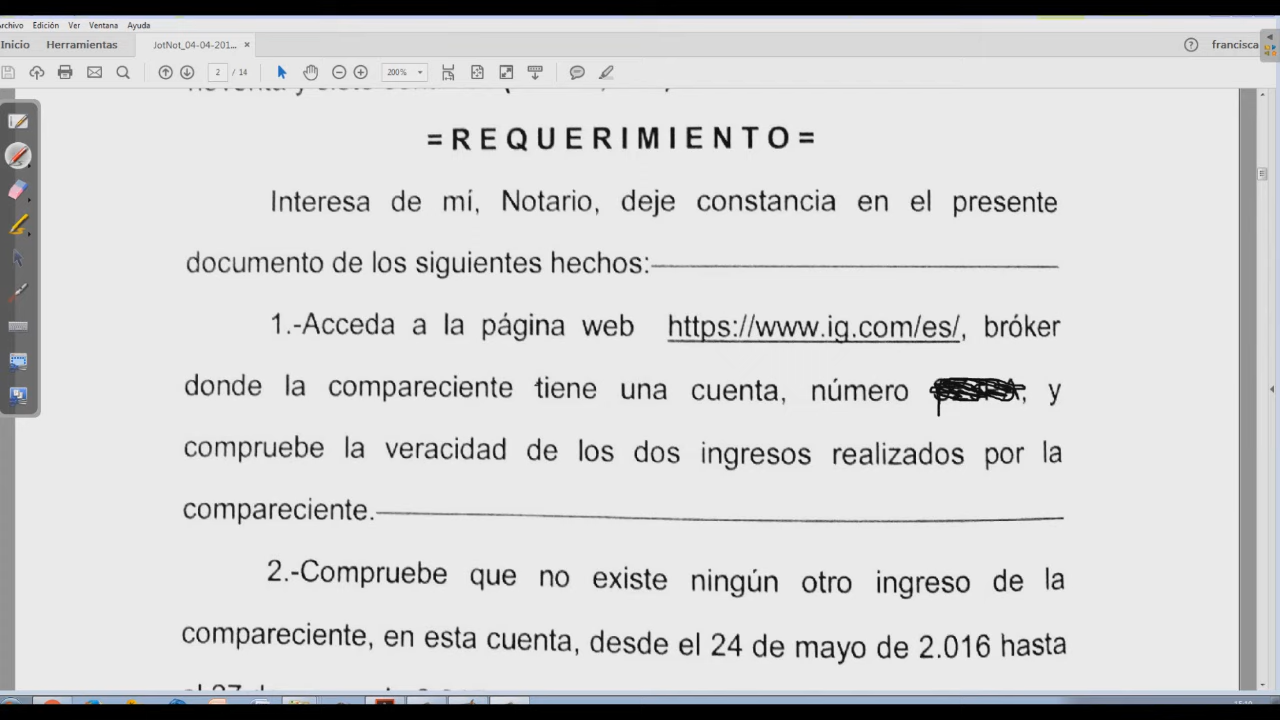 Archivo Edición Ver Ventana Ayuda
Inicio Herramientas JotNot_04-04-201... × francisca
2 / 14 200%
= R E Q U E R I M I E N T O =
Interesa de mí, Notario, deje constancia en el presente
documento de los siguientes hechos:
1.-Acceda a la página web https://www.ig.com/es/, bróker
donde la compareciente tiene una cuenta, número , y
compruebe la veracidad de los dos ingresos realizados por la
compareciente.
2.-Compruebe que no existe ningún otro ingreso de la
compareciente, en esta cuenta, desde el 24 de mayo de 2.016 hasta